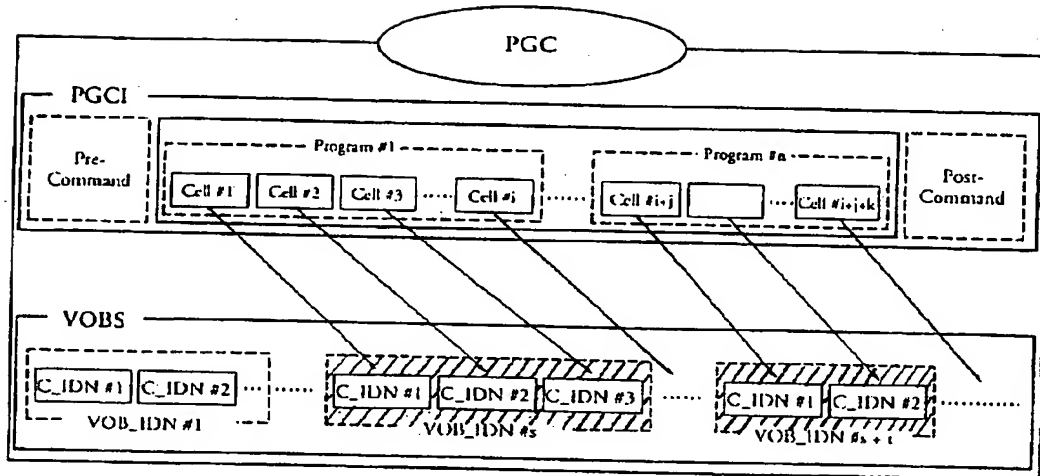 PGC
PGCI
Pre-
Command
Program #1
Cell #1 Cell #2 Cell #3 ····· Cell #i ······
Program #n
Cell #i+j ···· Cell #i+j+k
Post-
Command
VOBS
C_IDN #1 C_IDN #2 ··· ······
VOB_IDN #1
C_IDN #1 C_IDN #2 C_IDN #3 ······
VOB_IDN #s
C_IDN #1 C_IDN #2 ············
VOB_IDN #s + t